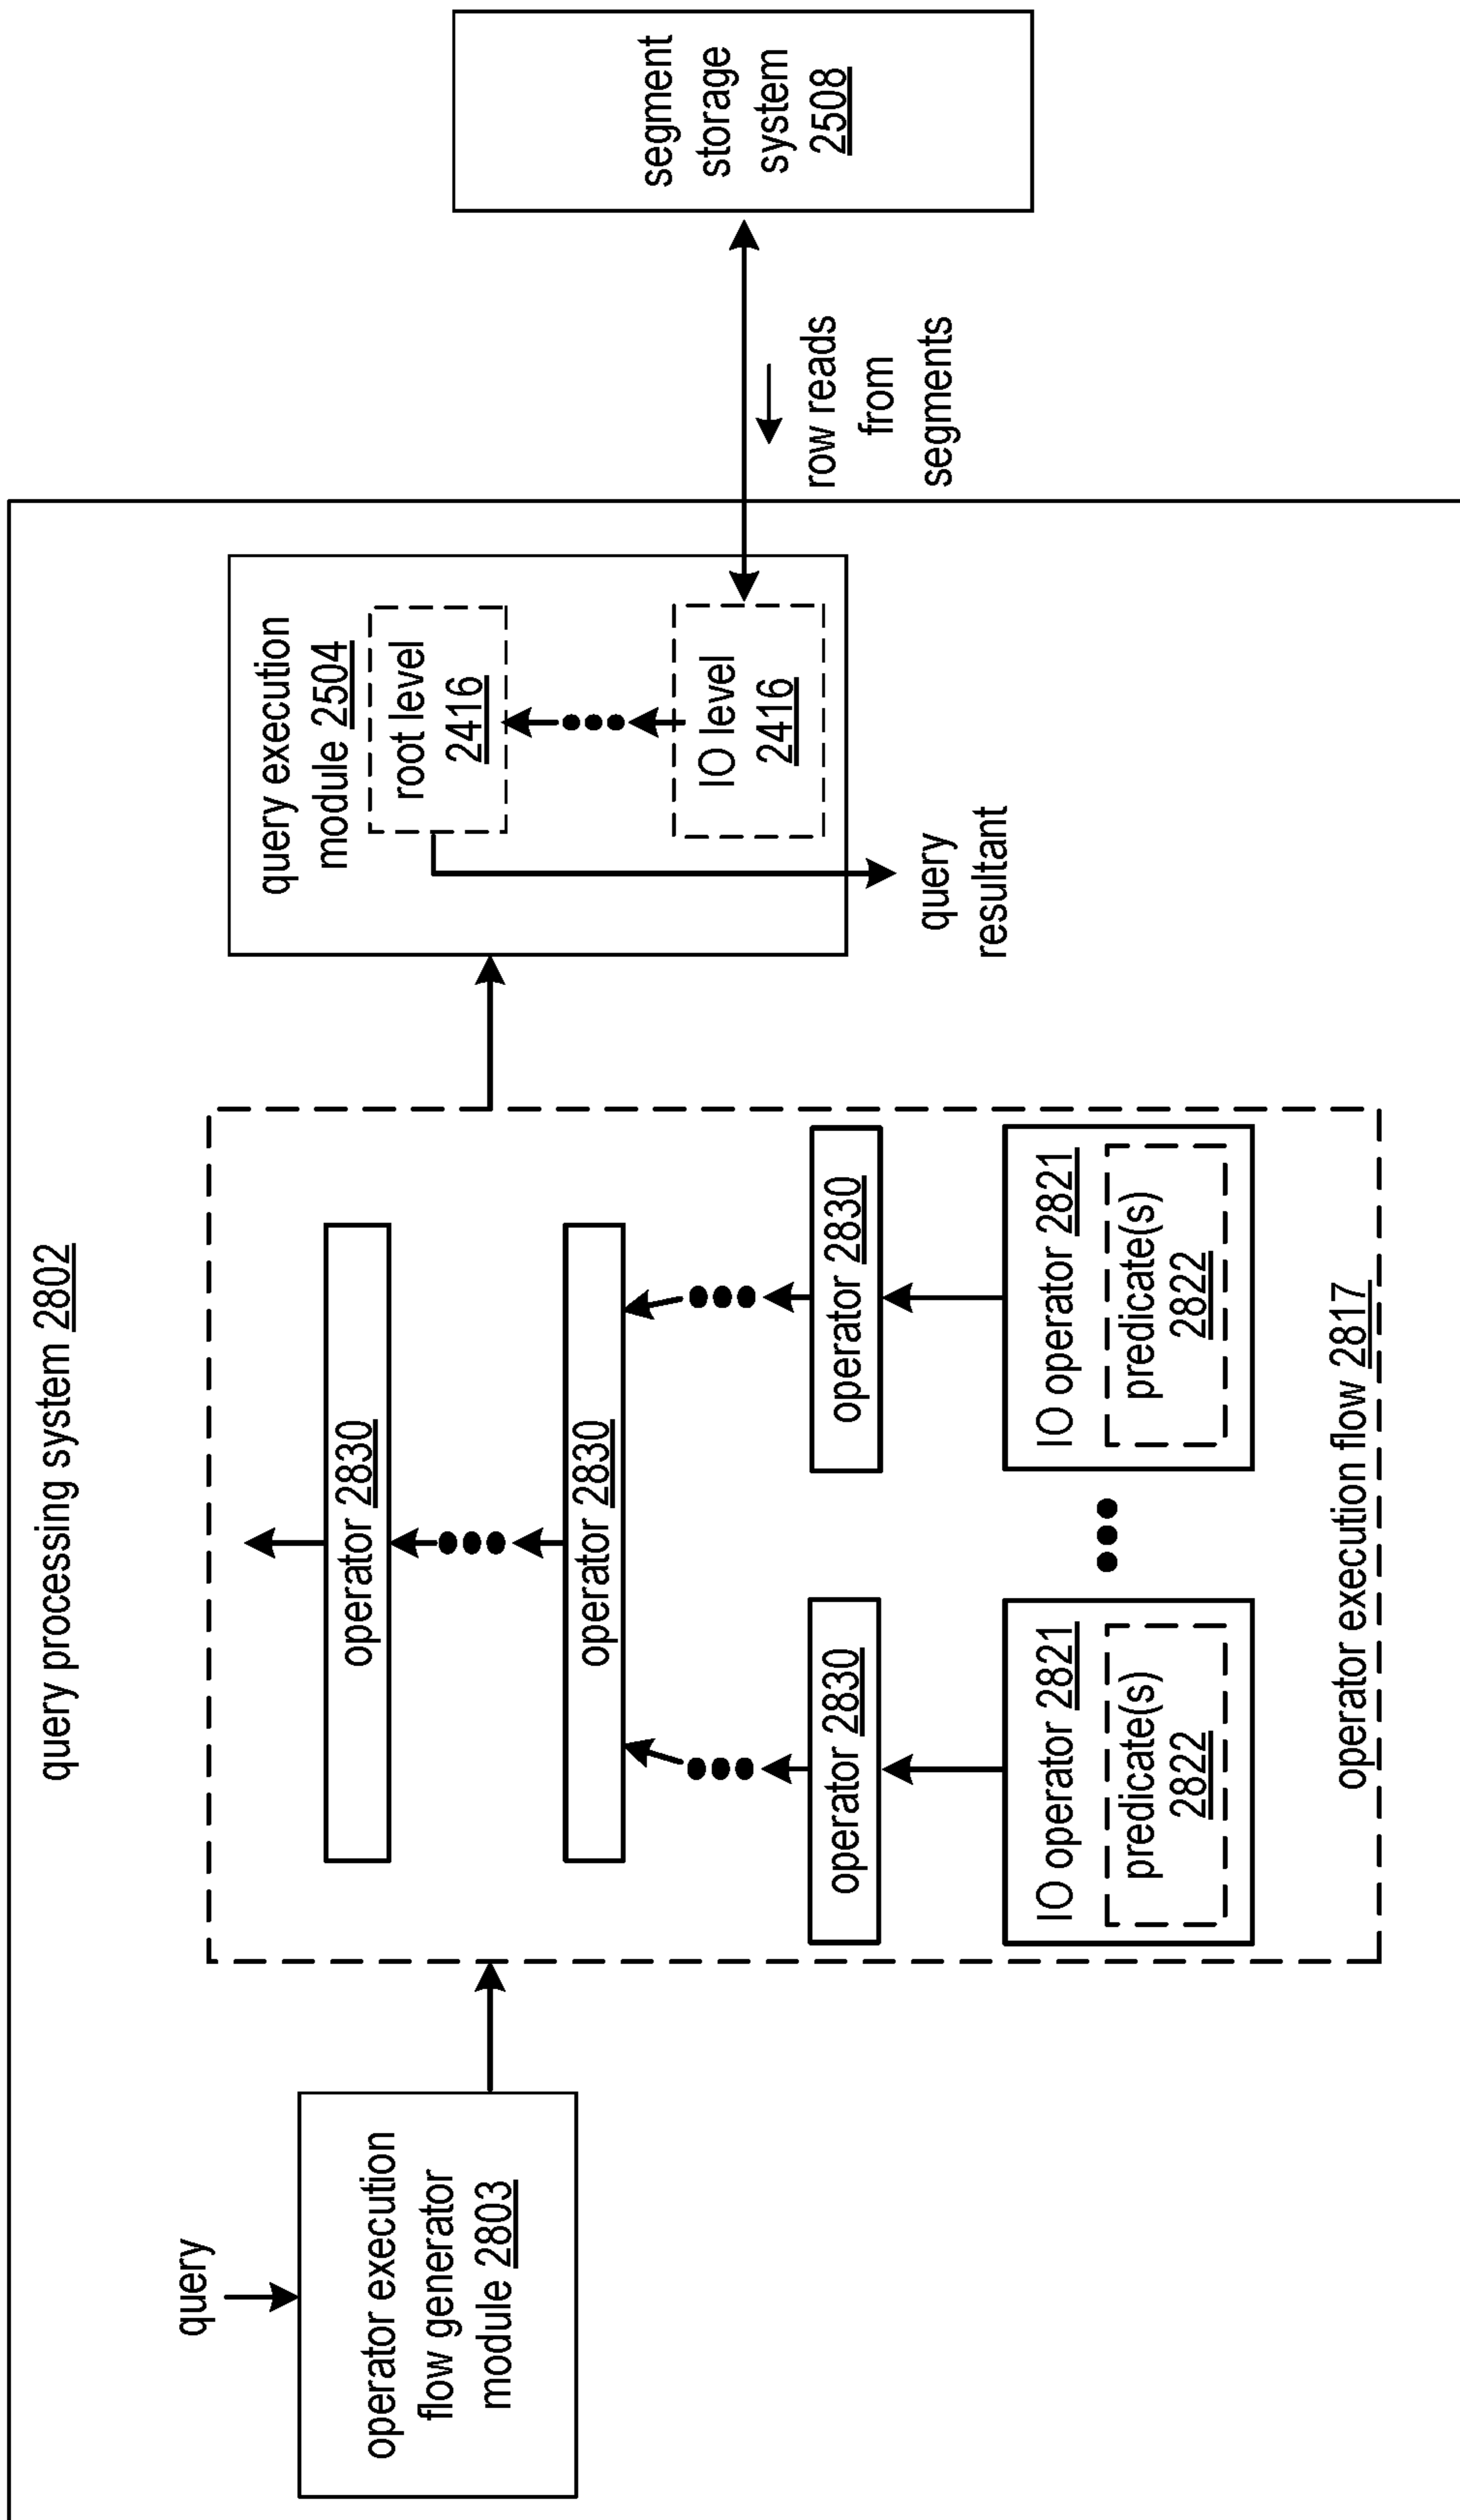 query processing system 2802
query
operator execution
flow generator
module 2803
operator 2830
operator 2830
operator 2830
operator 2830
IO operator 2821
predicate(s)
2822
IO operator 2821
predicate(s)
2822
operator execution flow 2817
query execution
module 2504
root level
2416
IO level
2416
query
resultant
row reads
from
segments
segment
storage
system
2508